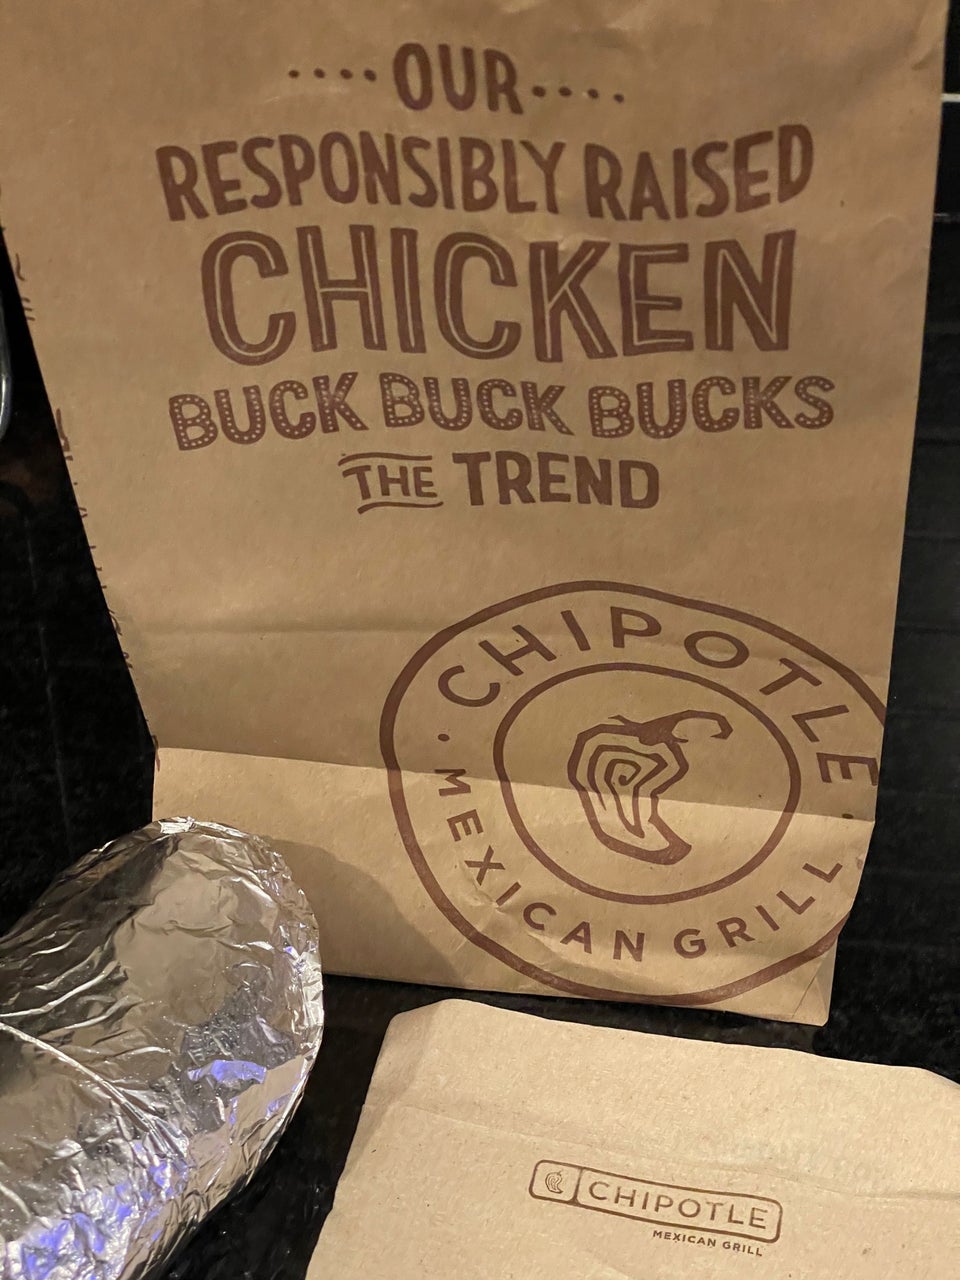 OUR
RESPONSIBLY RAISED
CHICKEN
BUCK BUCK BUCKS
THE TREND
CHIPOTLE
MEXICAN GRILL
CHIPOTLE
MEXICAN GRILL